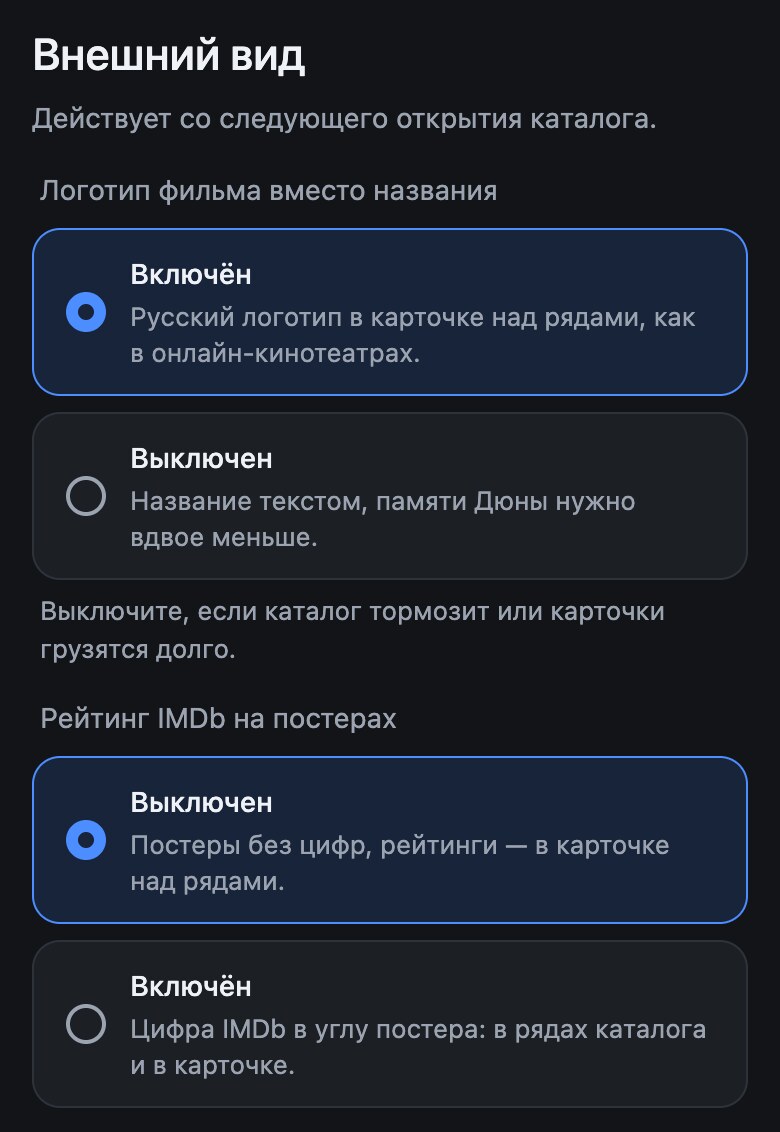 Внешний вид
Действует со следующего открытия каталога.
Логотип фильма вместо названия
Включён
Русский логотип в карточке над рядами, как
в онлайн-кинотеатрах.
Выключен
Название текстом, памяти Дюны нужно
вдвое меньше.
Выключите, если каталог тормозит или карточки
грузятся долго.
Рейтинг IMDb на постерах
Выключен
Постеры без цифр, рейтинги — в карточке
над рядами.
Включён
Цифра IMDb в углу постера: в рядах каталога
и в карточке.